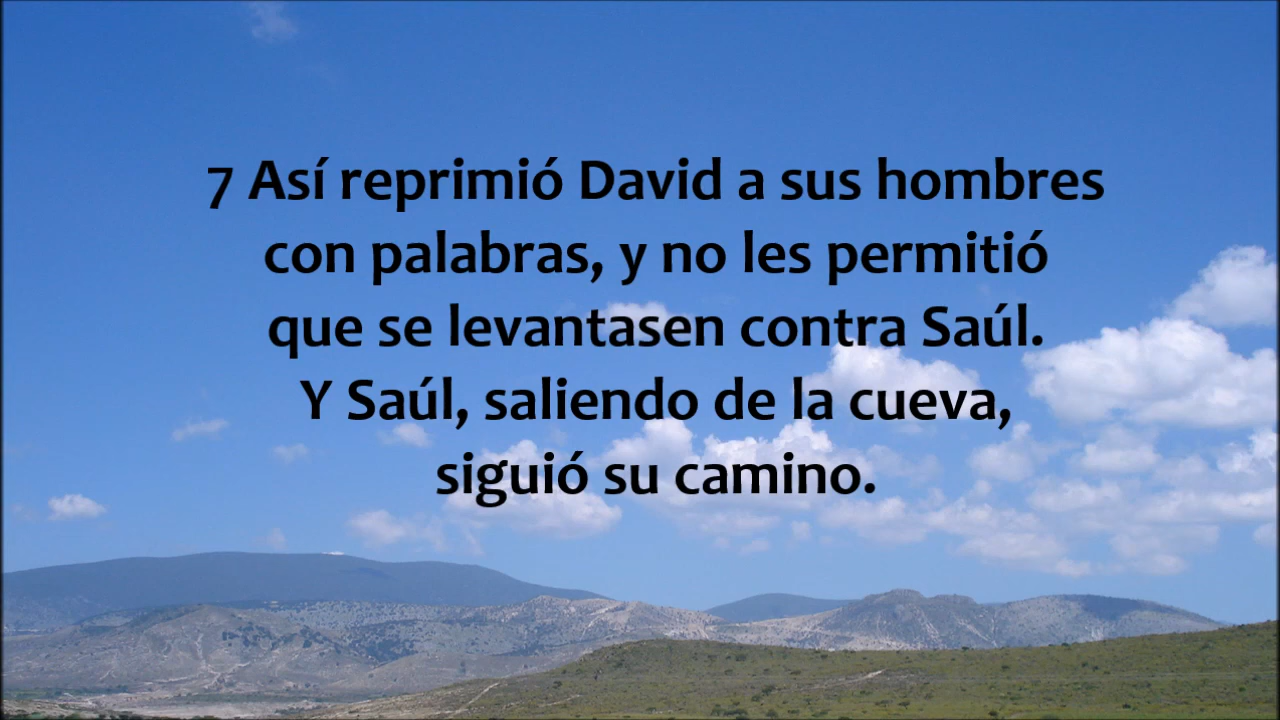 7 Así reprimió David a sus hombres
con palabras, y no les permitió
que se levantasen contra Saúl.
Y Saúl, saliendo de la cueva,
siguió su camino.